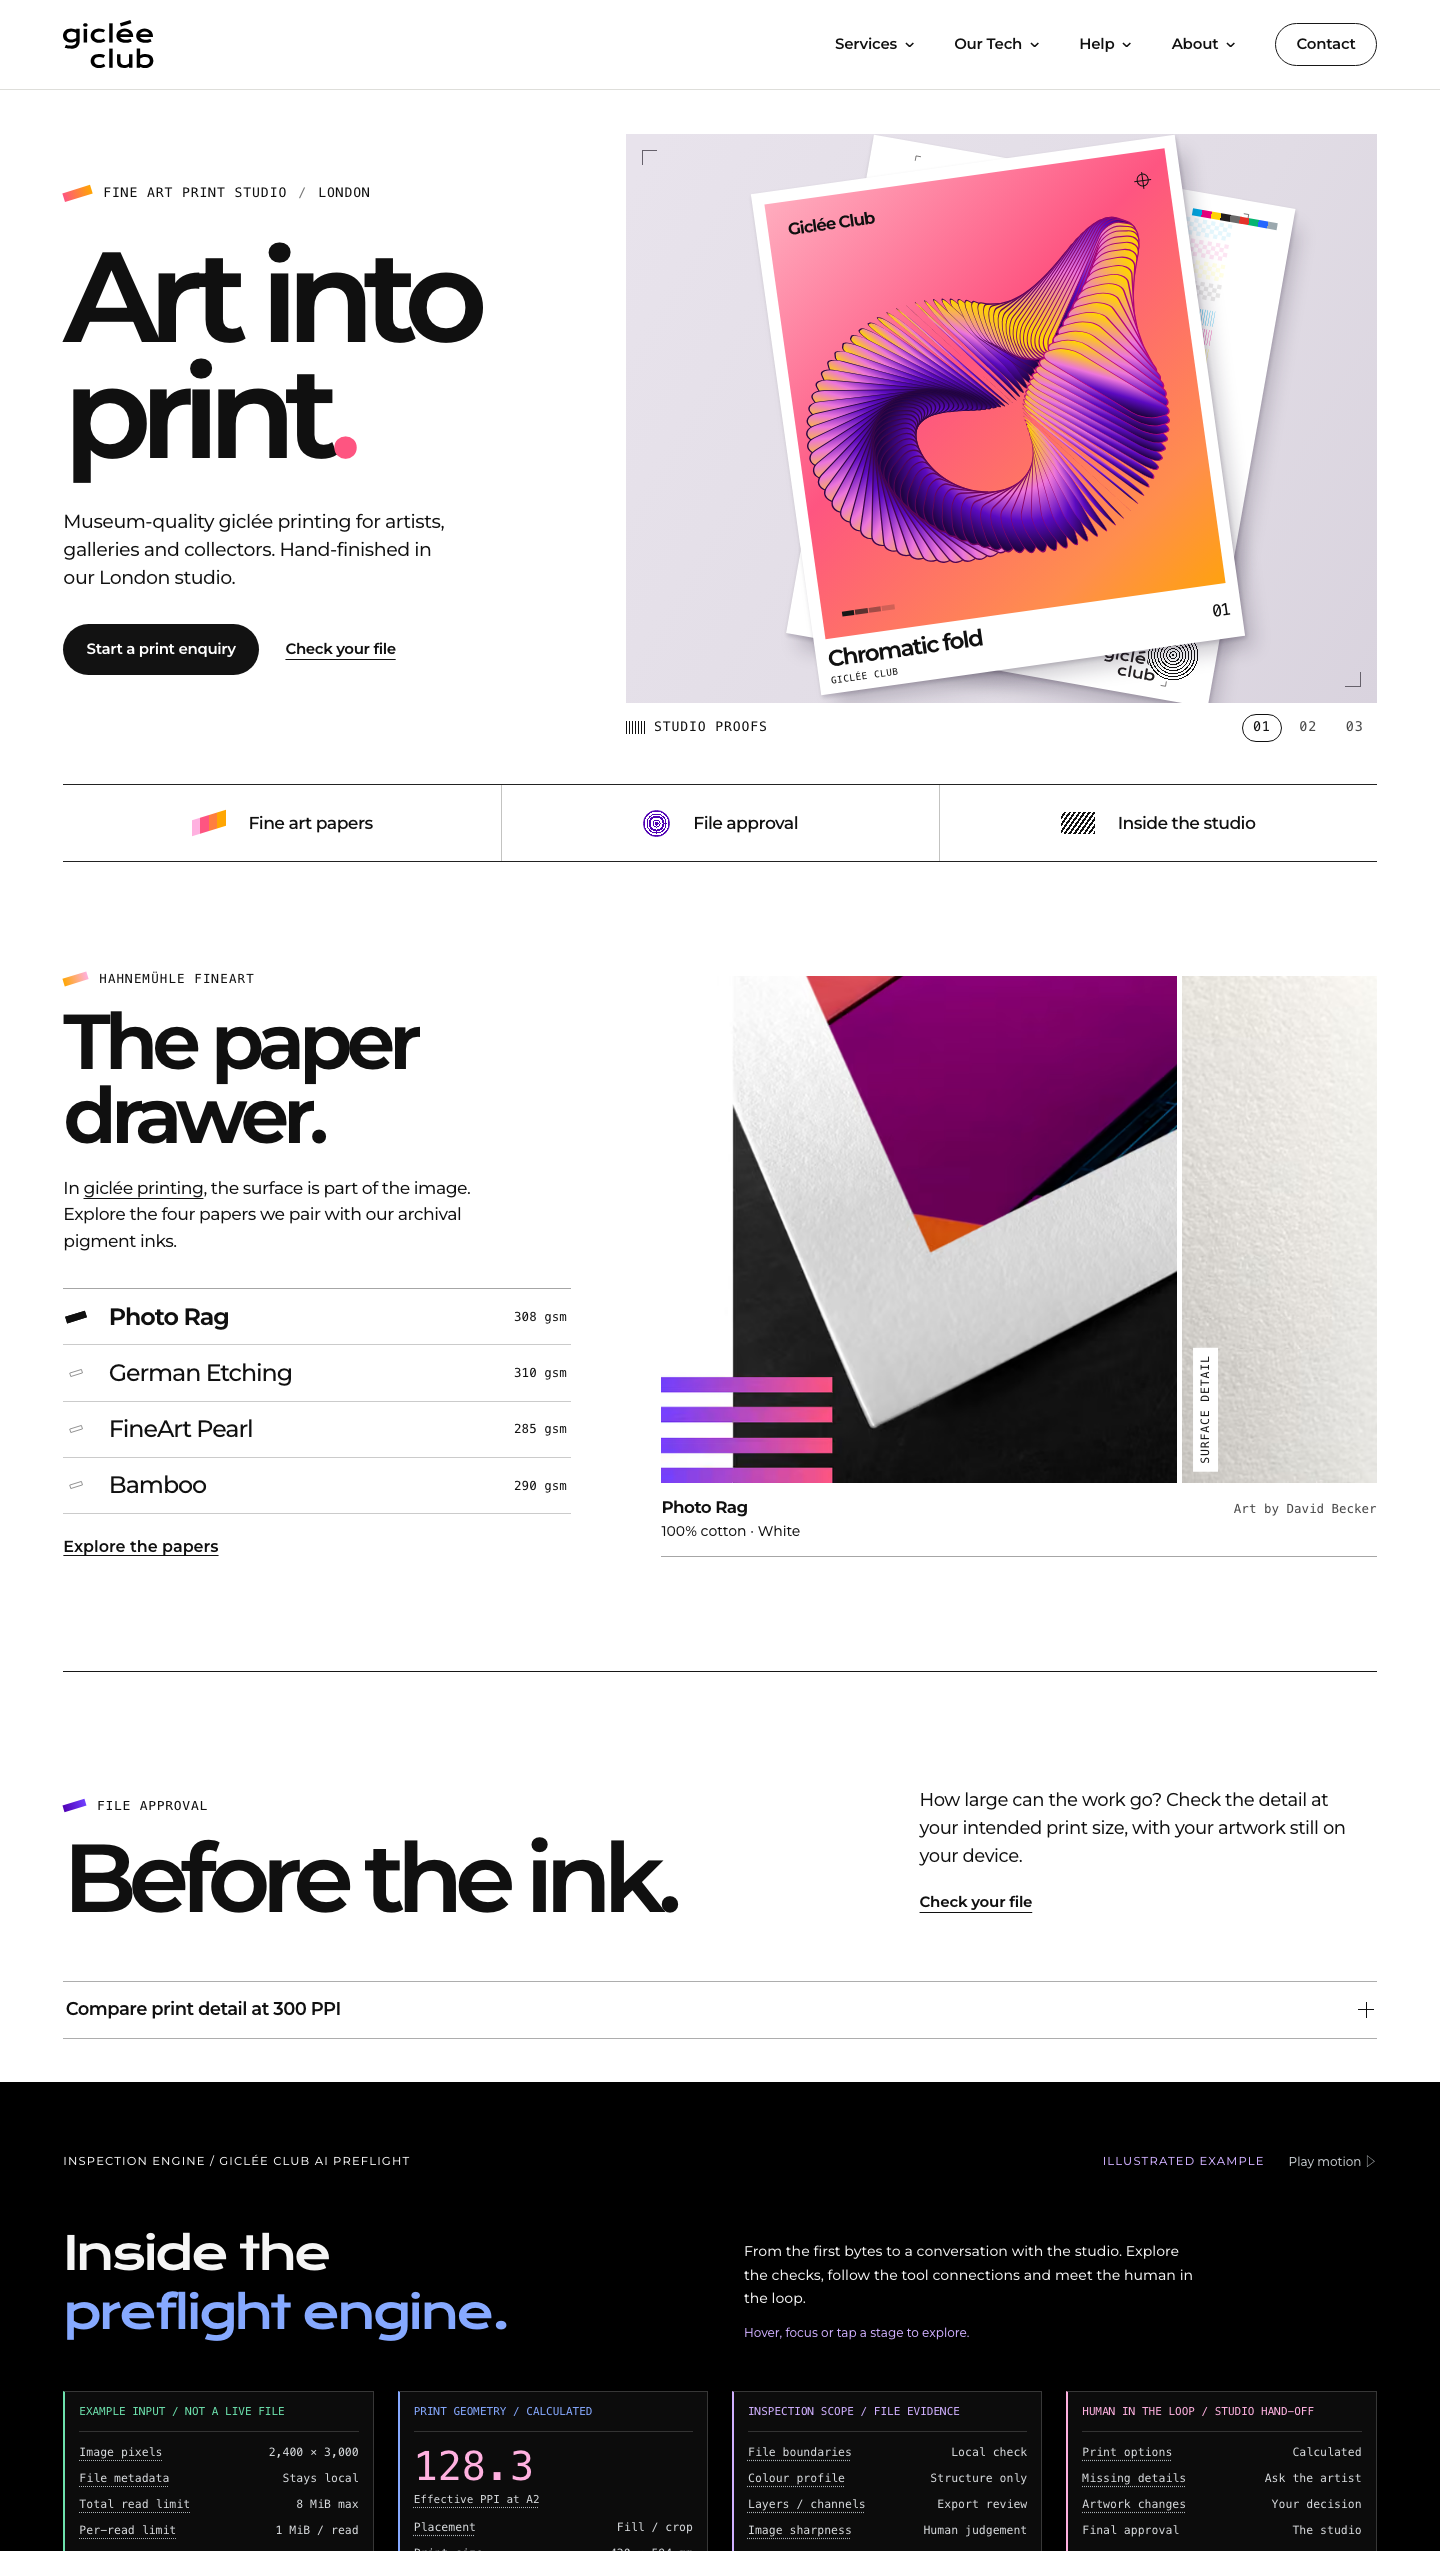 giclée
club
Services
Our Tech
Help
About
Contact
FINE ART PRINT STUDIO / LONDON
Art into
print.
Museum-quality giclée printing for artists,
galleries and collectors. Hand-finished in
our London studio.
Start a print enquiry
Check your file
Giclée Club
01
Chromatic fold
GICLÉE CLUB
giclée
club
STUDIO PROOFS
01
02
03
Fine art papers
File approval
Inside the studio
HAHNEMÜHLE FINEART
The paper
drawer.
In giclée printing, the surface is part of the image.
Explore the four papers we pair with our archival
pigment inks.
Photo Rag 308 gsm
German Etching 310 gsm
FineArt Pearl 285 gsm
Bamboo 290 gsm
Explore the papers
SURFACE DETAIL
Photo Rag
100% cotton · White
Art by David Becker
FILE APPROVAL
Before the ink.
How large can the work go? Check the detail at
your intended print size, with your artwork still on
your device.
Check your file
Compare print detail at 300 PPI
INSPECTION ENGINE / GICLÉE CLUB AI PREFLIGHT
ILLUSTRATED EXAMPLE
Play motion
Inside the
preflight engine.
From the first bytes to a conversation with the studio. Explore
the checks, follow the tool connections and meet the human in
the loop.
Hover, focus or tap a stage to explore.
EXAMPLE INPUT / NOT A LIVE FILE
Image pixels 2,400 × 3,000
File metadata Stays local
Total read limit 8 MiB max
Per-read limit 1 MiB / read
PRINT GEOMETRY / CALCULATED
128.3
Effective PPI at A2
Placement Fill / crop
INSPECTION SCOPE / FILE EVIDENCE
File boundaries Local check
Colour profile Structure only
Layers / channels Export review
Image sharpness Human judgement
HUMAN IN THE LOOP / STUDIO HAND-OFF
Print options Calculated
Missing details Ask the artist
Artwork changes Your decision
Final approval The studio